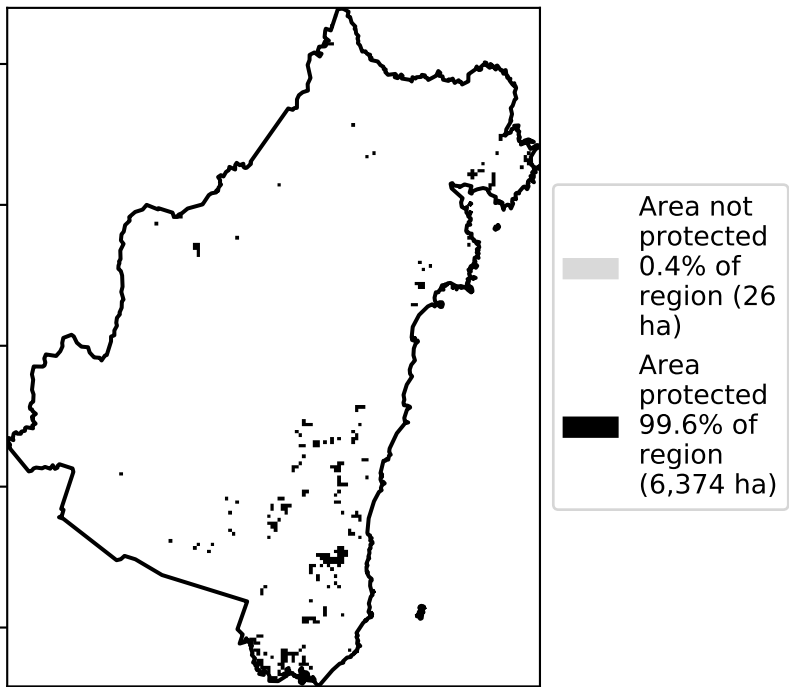 Area not
protected
0.4% of
region (26
ha)
Area
protected
99.6% of
region
(6,374 ha)